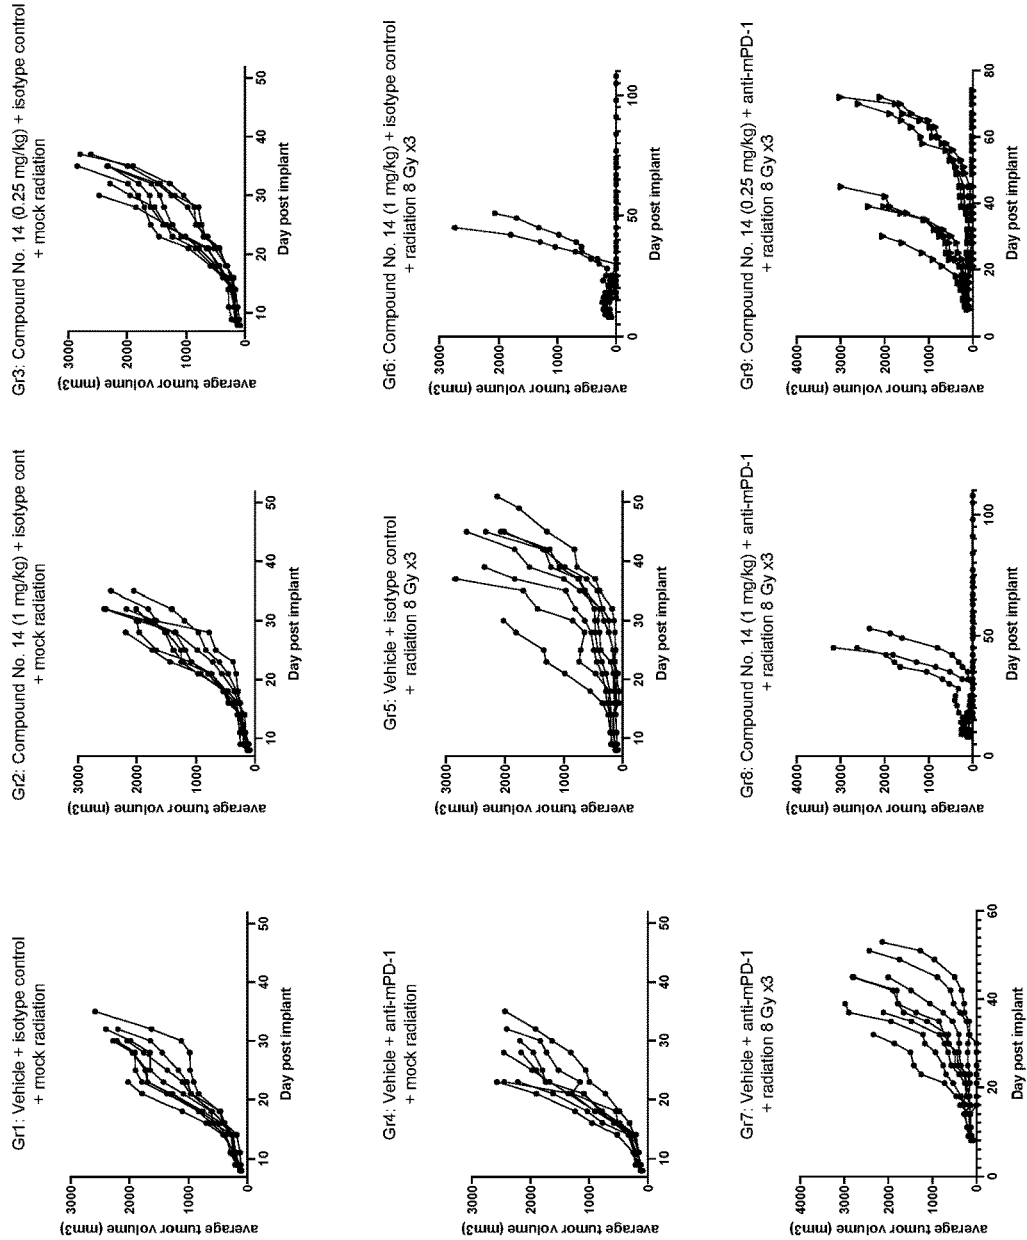 Gr1: Vehicle + isotype control
+ mock radiation
average tumor volume (mm3)
3000
2000
1000
0
10
20
30
40
50
Day post implant
Gr2: Compound No. 14 (1 mg/kg) + isotype cont
+ mock radiation
average tumor volume (mm3)
3000
2000
1000
0
10
20
30
40
50
Day post implant
Gr3: Compound No. 14 (0.25 mg/kg) + isotype control
+ mock radiation
average tumor volume (mm3)
3000
2000
1000
0
10
20
30
40
50
Day post implant
Gr4: Vehicle + anti-mPD-1
+ mock radiation
average tumor volume (mm3)
3000
2000
1000
0
10
20
30
40
50
Day post implant
Gr5: Vehicle + isotype control
+ radiation 8 Gy x3
average tumor volume (mm3)
3000
2000
1000
0
10
20
30
40
50
Day post implant
Gr6: Compound No. 14 (1 mg/kg) + isotype control
+ radiation 8 Gy x3
average tumor volume (mm3)
3000
2000
1000
0
0
50
100
Day post implant
Gr7: Vehicle + anti-mPD-1
+ radiation 8 Gy x3
average tumor volume (mm3)
4000
3000
2000
1000
0
0
20
40
60
Day post implant
Gr8: Compound No. 14 (1 mg/kg) + anti-mPD-1
+ radiation 8 Gy x3
average tumor volume (mm3)
4000
3000
2000
1000
0
0
50
100
Day post implant
Gr9: Compound No. 14 (0.25 mg/kg) + anti-mPD-1
+ radiation 8 Gy x3
average tumor volume (mm3)
4000
3000
2000
1000
0
0
20
40
60
80
Day post implant